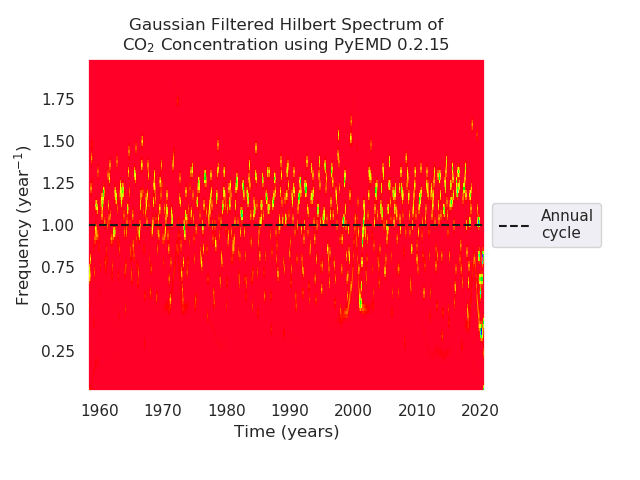 Gaussian Filtered Hilbert Spectrum of
CO₂ Concentration using PyEMD 0.2.15
Frequency (year⁻¹)
1.75
1.50
1.25
1.00
0.75
0.50
0.25
1960 1970 1980 1990 2000 2010 2020
Time (years)
Annual
cycle